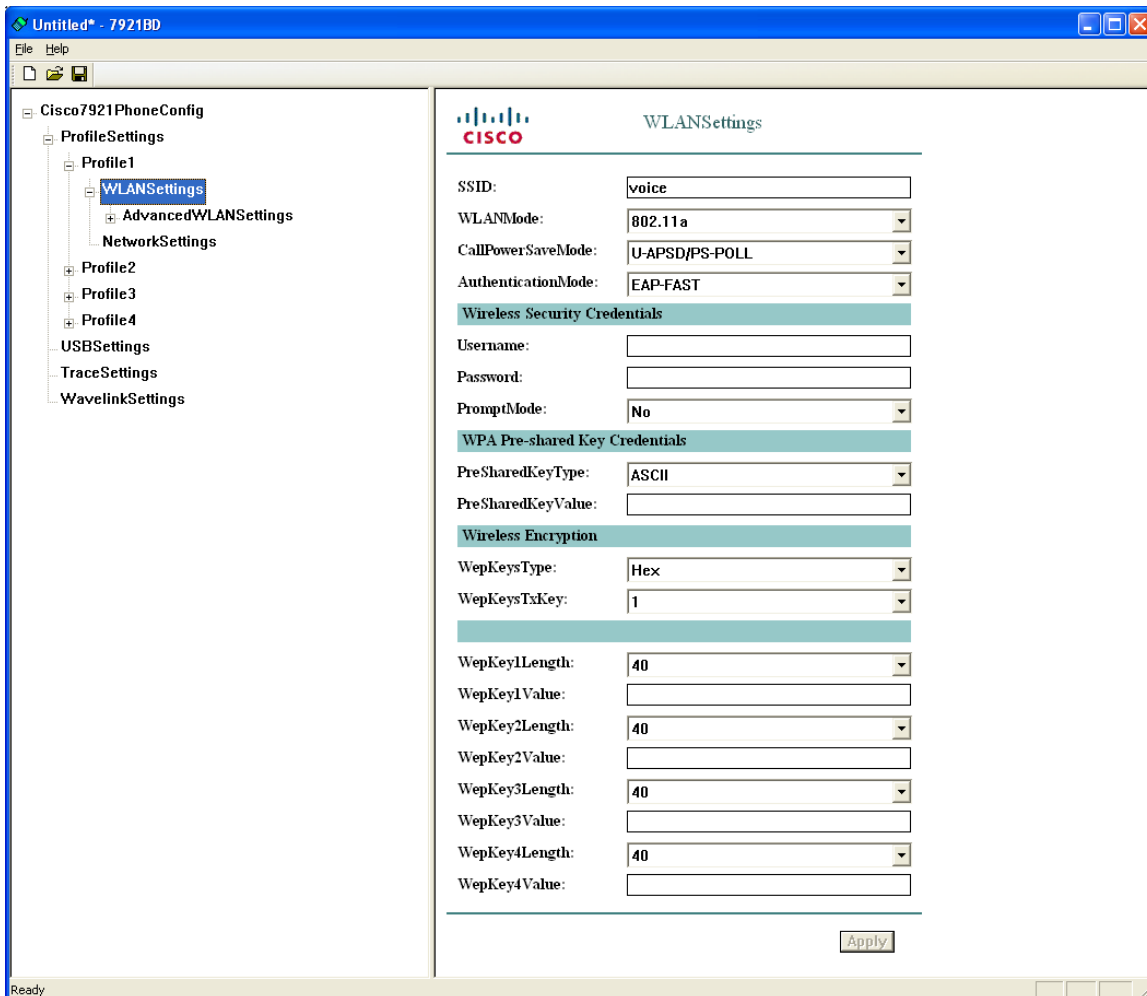 Untitled* - 7921BD
File Help
Cisco7921PhoneConfig
ProfileSettings
Profile1
WLANSettings
AdvancedWLANSettings
NetworkSettings
Profile2
Profile3
Profile4
USBSettings
TraceSettings
WavelinkSettings
CISCO
WLANSettings
SSID: voice
WLANMode: 802.11a
CallPowerSaveMode: U-APSD/PS-POLL
AuthenticationMode: EAP-FAST
Wireless Security Credentials
Username:
Password:
PromptMode: No
WPA Pre-shared Key Credentials
PreSharedKeyType: ASCII
PreSharedKeyValue:
Wireless Encryption
WepKeysType: Hex
WepKeysTxKey: 1
WepKey1Length: 40
WepKey1Value:
WepKey2Length: 40
WepKey2Value:
WepKey3Length: 40
WepKey3Value:
WepKey4Length: 40
WepKey4Value:
Apply
Ready